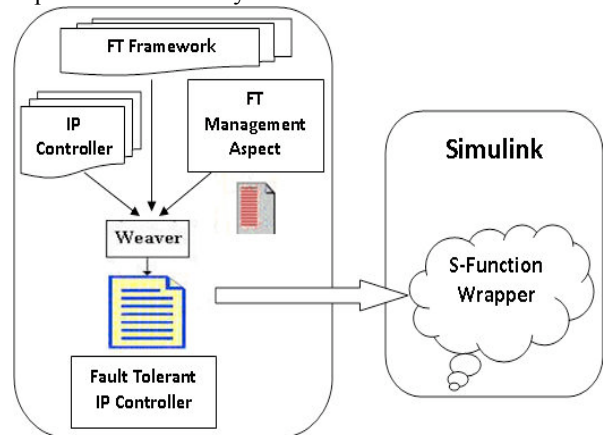 FT Framework
IP
Controller
FT
Management
Aspect
Weaver
Fault Tolerant
IP Controller
Simulink
S-Function
Wrapper